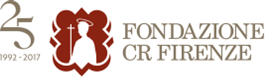 25
1992 - 2017
FONDAZIONE
CR FIRENZE